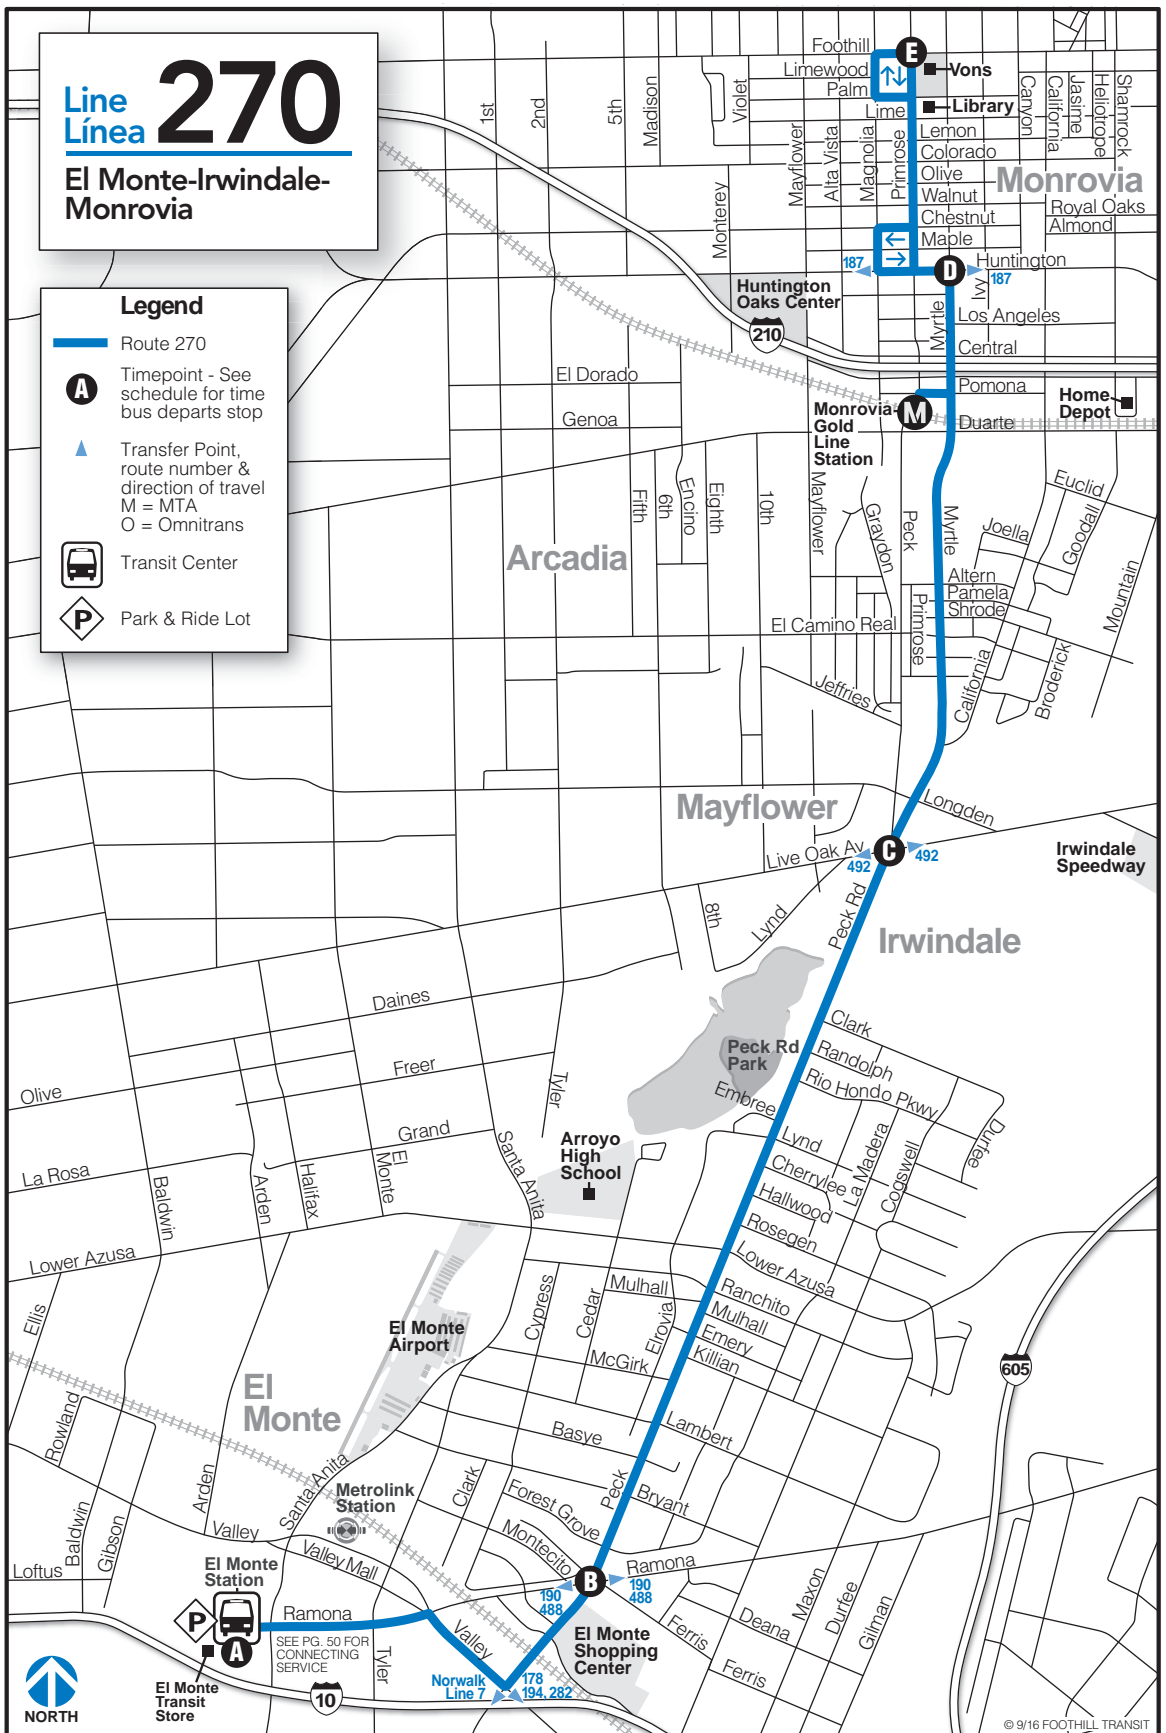 Line
Línea
270
El Monte-Irwindale-
Monrovia
Legend
Route 270
A
Timepoint - See
schedule for time
bus departs stop
Transfer Point,
route number &
direction of travel
M = MTA
O = Omnitrans
Transit Center
P
Park & Ride Lot
1st
2nd
5th
Madison
Violet
Monterey
Mayflower
Alta Vista
Magnolia
Primrose
Foothill
Limewood
Palm
Lime
E
Vons
Library
Lemon
Colorado
Olive
Walnut
Chestnut
Maple
Canyon
California
Jasime
Heliotrope
Shamrock
Monrovia
Royal Oaks
Almond
187
D
Huntington
187
Ivy
Myrtle
Los Angeles
Central
Huntington
Oaks Center
210
Pomona
Home
Depot
Duarte
M
Monrovia
Gold
Line
Station
El Dorado
Genoa
Fifth
6th
Encino
Eighth
10th
Mayflower
Graydon
Peck
Myrtle
Joella
Euclid
Goodall
Mountain
Arcadia
Altern
Pamela
Shrode
El Camino Real
Primrose
Jeffries
California
Broderick
Mayflower
Longden
Live Oak Av
492
C
492
Irwindale
Speedway
8th
Lynd
Peck Rd
Irwindale
Daines
Freer
Olive
Grand
La Rosa
Tyler
Santa Anita
El
Monte
Halifax
Arden
Baldwin
Lower Azusa
Peck Rd
Park
Embree
Clark
Randolph
Rio Hondo Pkwy
Lynd
Cherrylee
Hallwood
Rosegen
Lower Azusa
La Madera
Cogswell
Durfee
Arroyo
High
School
Ellis
El Monte
Airport
Cypress
Cedar
Mulhall
Elrovia
McGirk
Ranchito
Mulhall
Emery
Killian
605
El
Monte
Rowland
Arden
Santa Anita
Basye
Lambert
Peck
Bryant
Clark
Forest Grove
Montecito
Metrolink
Station
Baldwin
Gibson
Valley
Valley Mall
Loftus
El Monte
Station
P
A
Ramona
SEE PG. 50 FOR
CONNECTING
SERVICE
Tyler
Valley
B
Ramona
190
488
190
488
El Monte
Shopping
Center
Ferris
Ferris
Deana
Maxon
Durfee
Gilman
Norwalk
Line 7
178
194, 282
El Monte
Transit
Store
10
NORTH
© 9/16 FOOTHILL TRANSIT